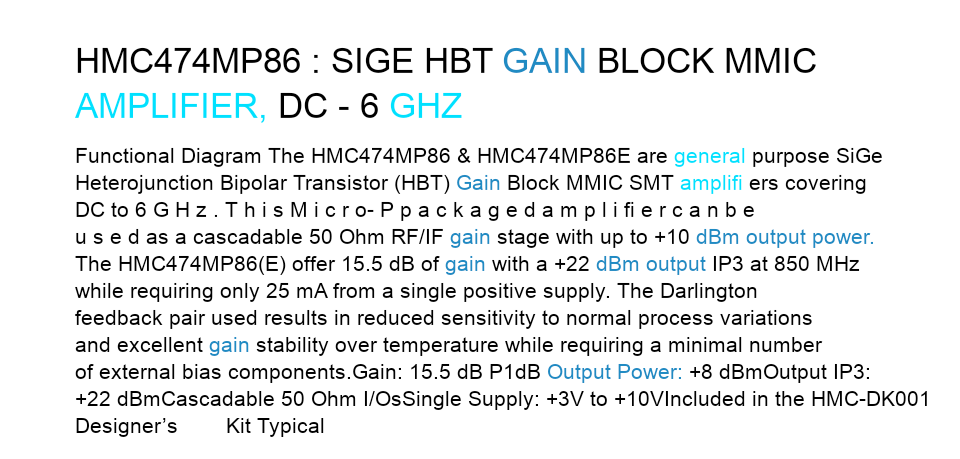 HMC474MP86 : SIGE HBT GAIN BLOCK MMIC
AMPLIFIER, DC - 6 GHZ
Functional Diagram The HMC474MP86 & HMC474MP86E are general purpose SiGe
Heterojunction Bipolar Transistor (HBT) Gain Block MMIC SMT amplifi ers covering
DC to 6 G H z . T h i s M i c r o- P p a c k a g e d a m p l i fi e r c a n b e
u s e d as a cascadable 50 Ohm RF/IF gain stage with up to +10 dBm output power.
The HMC474MP86(E) offer 15.5 dB of gain with a +22 dBm output IP3 at 850 MHz
while requiring only 25 mA from a single positive supply. The Darlington
feedback pair used results in reduced sensitivity to normal process variations
and excellent gain stability over temperature while requiring a minimal number
of external bias components.Gain: 15.5 dB P1dB Output Power: +8 dBmOutput IP3:
+22 dBmCascadable 50 Ohm I/OsSingle Supply: +3V to +10VIncluded in the HMC-DK001
Designer’s Kit Typical